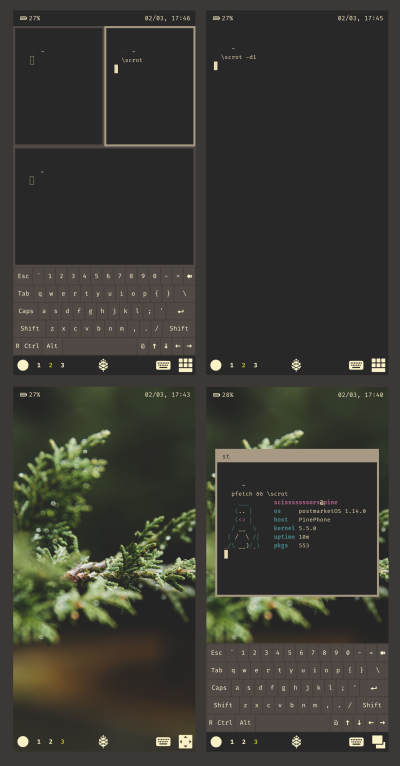 27% 02/03, 17:46
~
~
\scrot
~
Esc ` 1 2 3 4 5 6 7 8 9 0 - =
Tab q w e r t y u i o p { } \
Caps a s d f g h j k l ; '
Shift z x c v b n m , . / Shift
R Ctrl Alt a ↑ ↓ ← →
1 2 3
27% 02/03, 17:45
~
\scrot -d1
1 2 3
27% 02/03, 17:43
1 2 3
28% 02/03, 17:40
st
~
pfetch && \scrot
scissssssors@pine
os postmarketOS 1.14.0
host PinePhone
kernel 5.5.0
uptime 10m
pkgs 553
Esc ` 1 2 3 4 5 6 7 8 9 0 - =
Tab q w e r t y u i o p { } \
Caps a s d f g h j k l ; '
Shift z x c v b n m , . / Shift
R Ctrl Alt a ↑ ↓ ← →
1 2 3